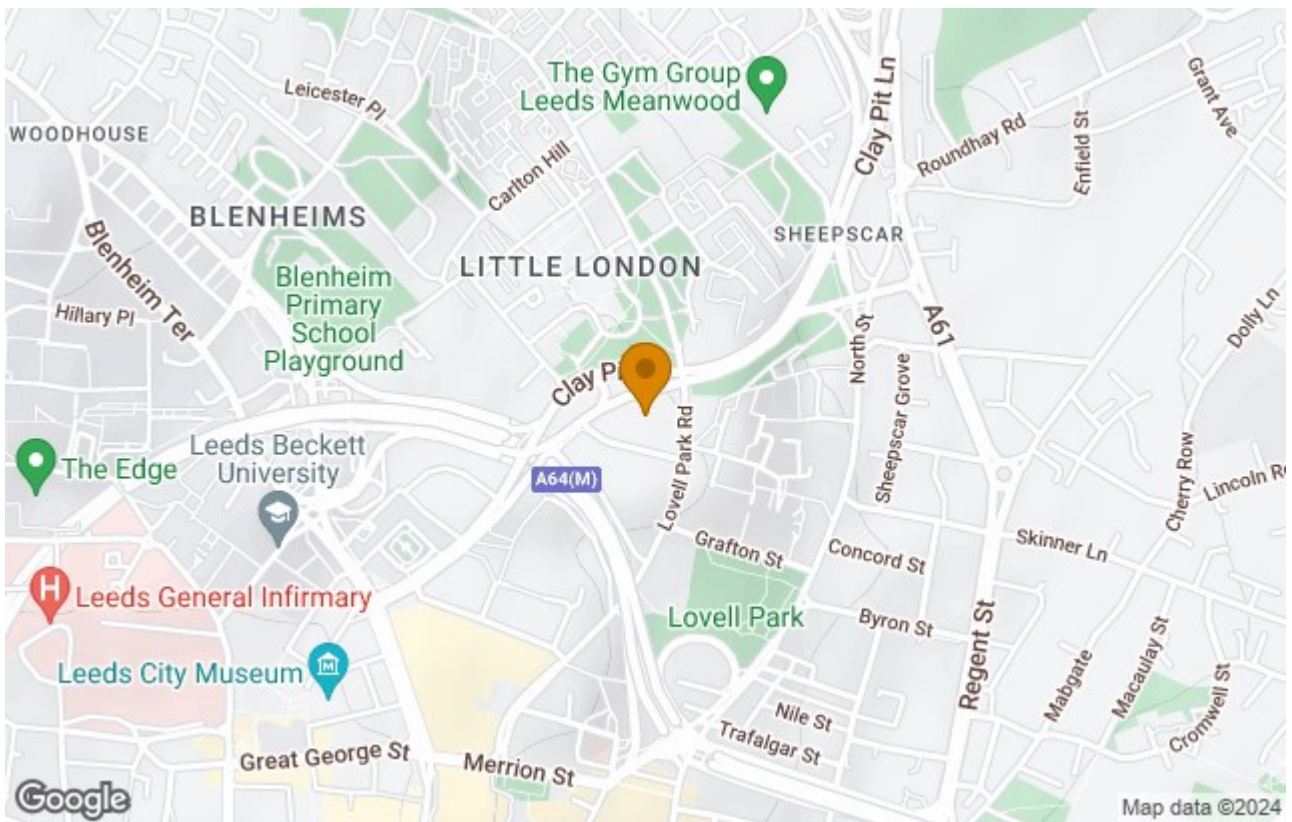 The Gym Group
Leeds Meanwood
Clay Pit Ln
Grant Ave
Leicester Pl
WOODHOUSE
Roundhay Rd
Enfield St
Carlton Hill
BLENHEIMS
SHEEPSCAR
LITTLE LONDON
Blenheim Ter
Blenheim
Primary
School
Playground
Hillary Pl
Dolly Ln
North St
A61
Clay Pi
Sheepscar Grove
Leeds Beckett
University
The Edge
A64(M)
Lovell Park Rd
Cherry Row
Lincoln R
Grafton St
Concord St
Skinner Ln
H
Leeds General Infirmary
Lovell Park
Byron St
Regent St
Leeds City Museum
M
Mabgate
Macaulay St
Cromwell St
Nile St
Trafalgar St
Great George St
Merrion St
Google
Map data ©2024